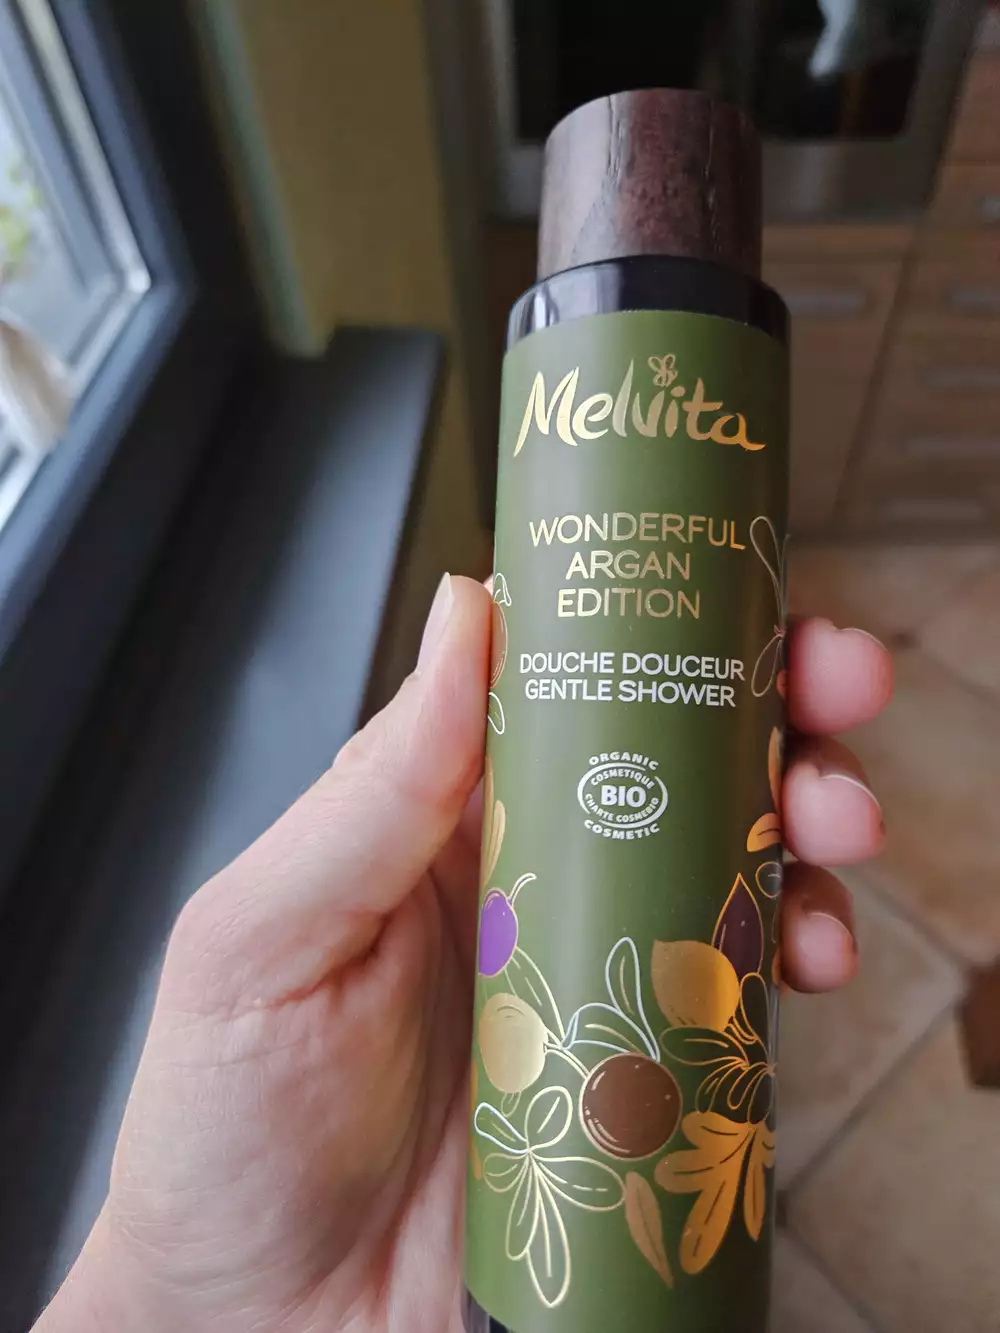 Melvita
WONDERFUL
ARGAN
EDITION
DOUCHE DOUCEUR
GENTLE SHOWER
ORGANIC
COSMETIQUE
BIO
CHARTE COSMEBIO
COSMETIC